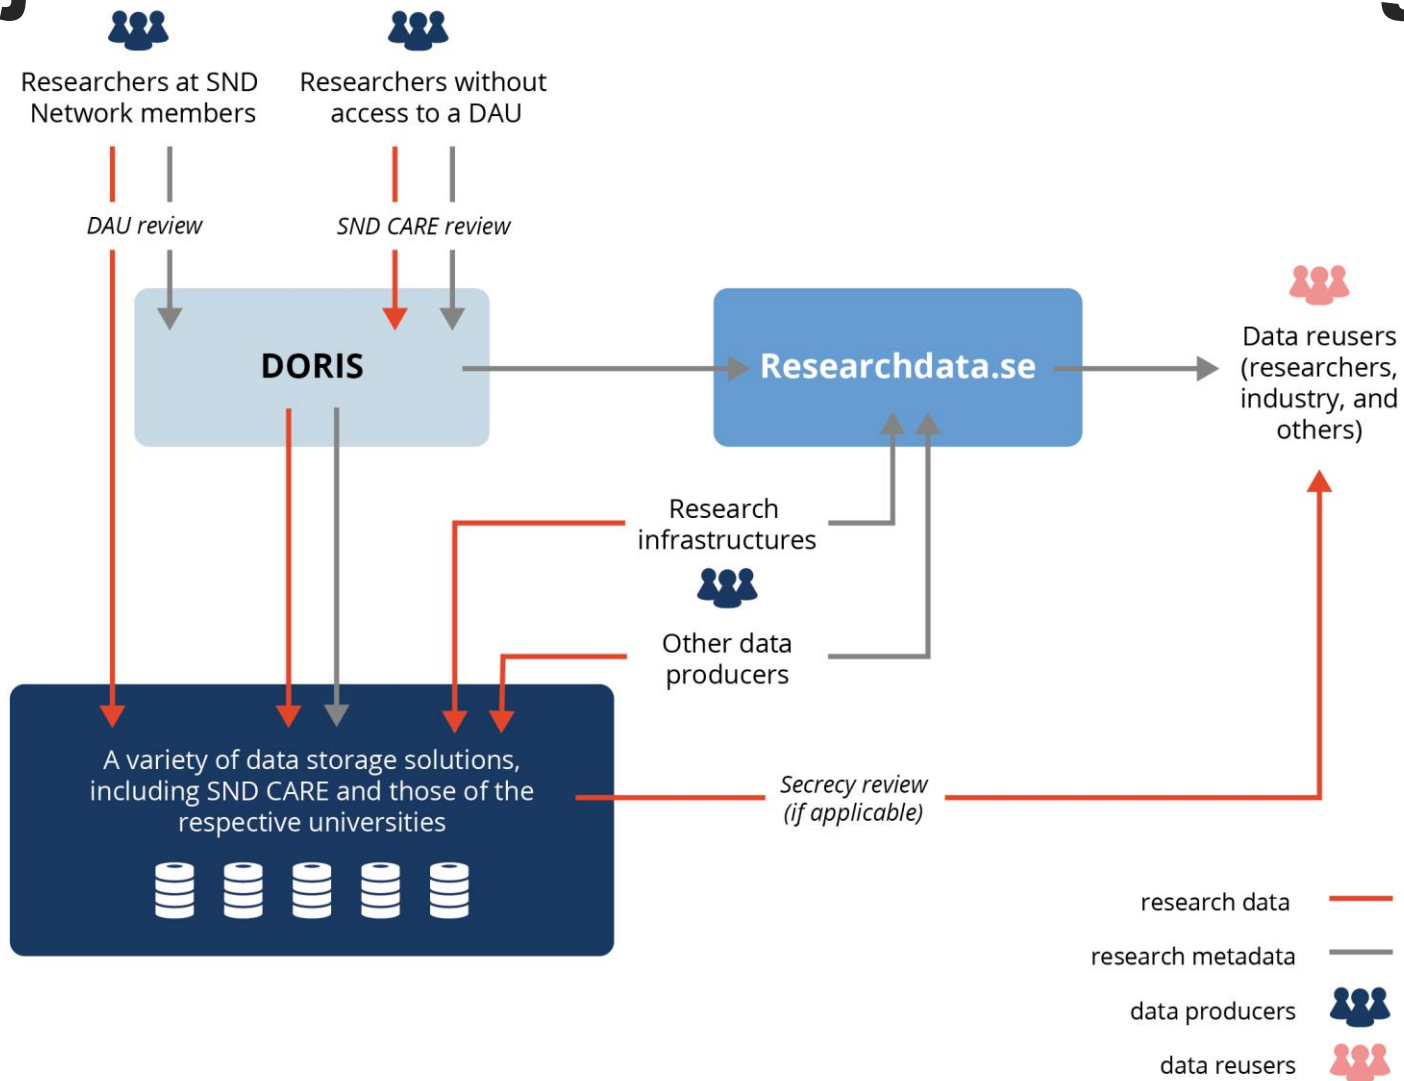 Researchers at SND
Network members
Researchers without
access to a DAU
DAU review
SND CARE review
DORIS
Researchdata.se
Data reusers
(researchers,
industry, and
others)
Research
infrastructures
Other data
producers
A variety of data storage solutions,
including SND CARE and those of the
respective universities
Secrecy review
(if applicable)
research data
research metadata
data producers
data reusers